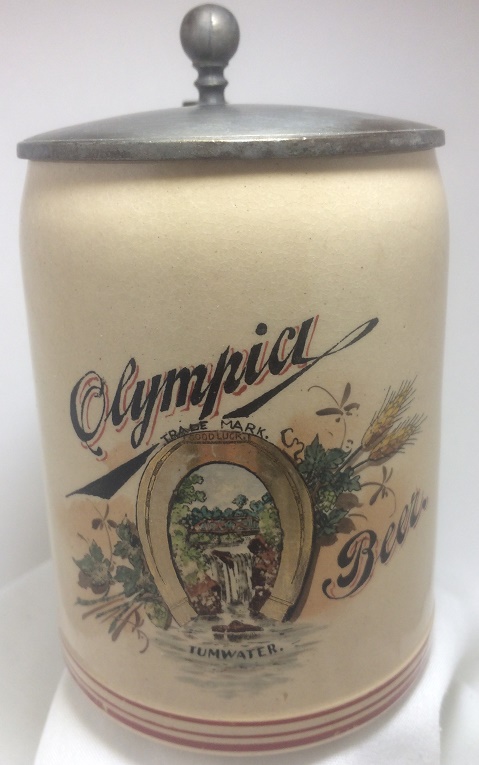 Olympia
TRADE MARK.
GOOD LUCK.
Beer.
TUMWATER.